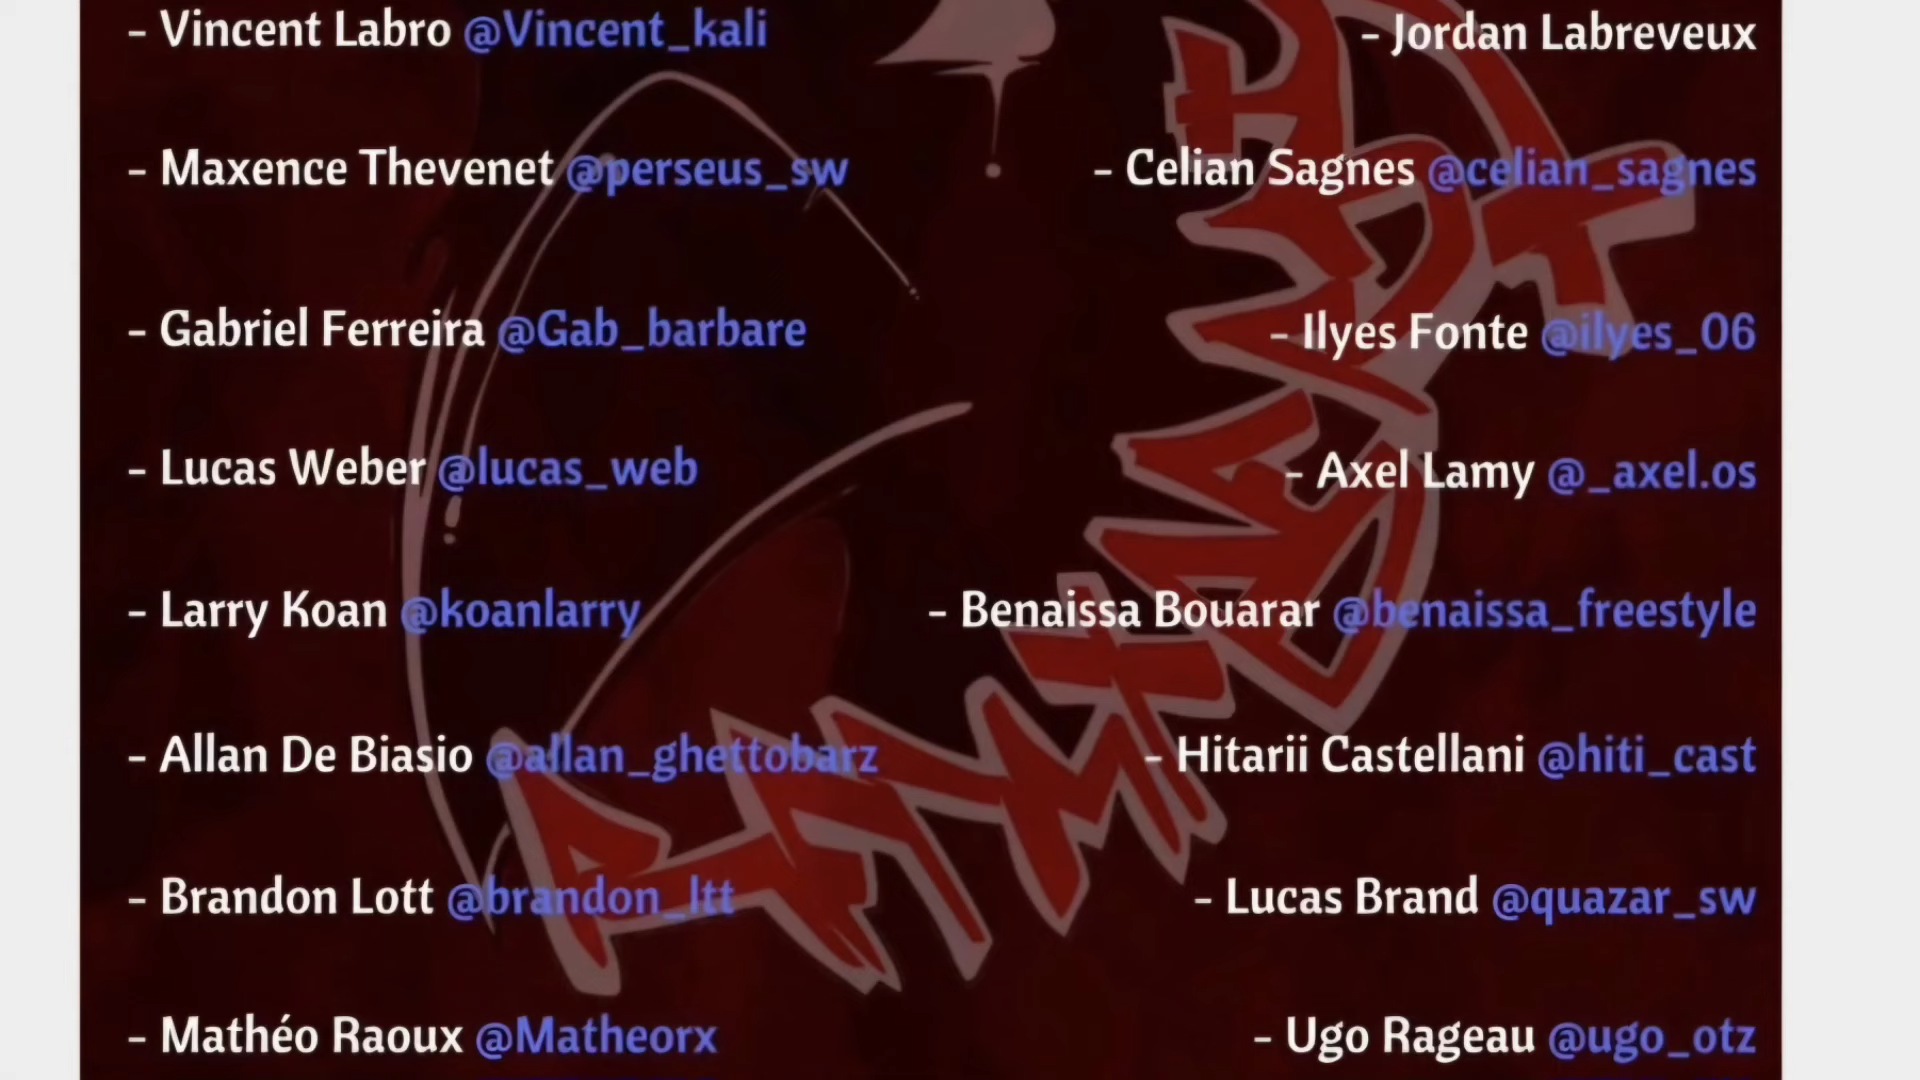 - Vincent Labro @Vincent_kali
- Jordan Labreveux
- Maxence Thevenet @perseus_sw
- Celian Sagnes @celian_sagnes
- Gabriel Ferreira @Gab_barbare
- Ilyes Fonte @ilyes_06
- Lucas Weber @lucas_web
- Axel Lamy @_axel.os
- Larry Koan @koanlarry
- Benaissa Bouarar @benaissa_freestyle
- Allan De Biasio @allan_ghettobarz
- Hitarii Castellani @hiti_cast
- Brandon Lott @brandon_ltt
- Lucas Brand @quazar_sw
- Mathéo Raoux @Matheorx
- Ugo Rageau @ugo_otz